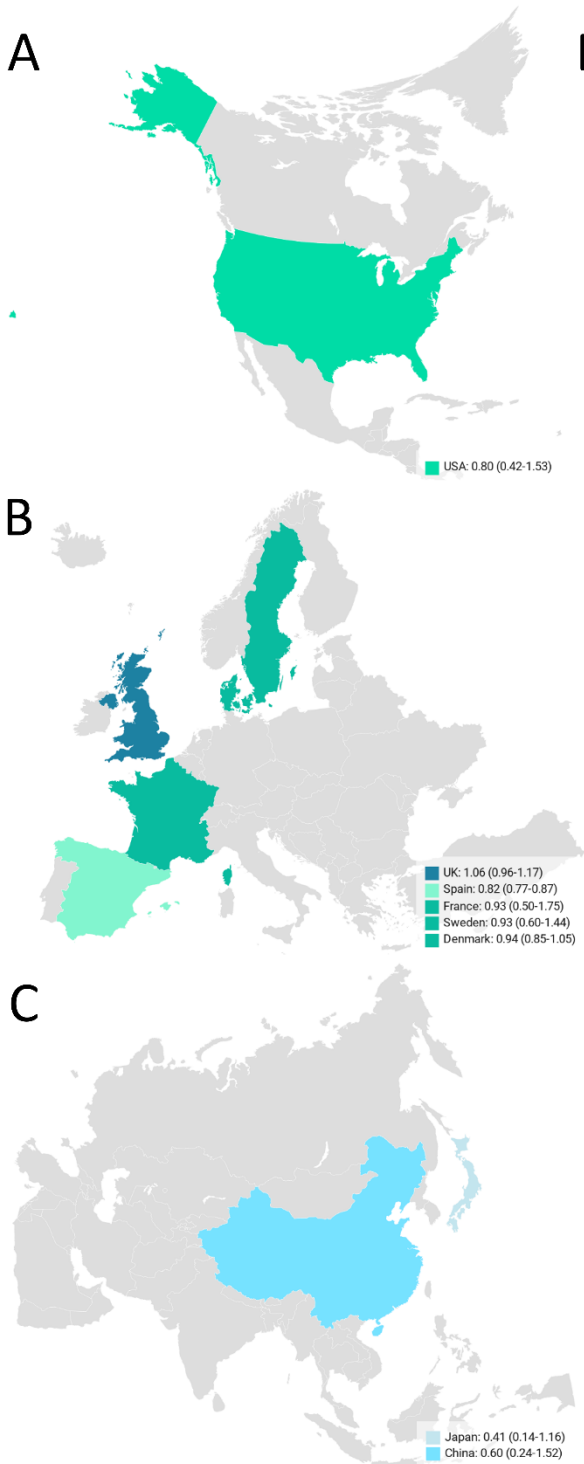 A
USA: 0.80 (0.42-1.53)
B
UK: 1.06 (0.96-1.17)
Spain: 0.82 (0.77-0.87)
France: 0.93 (0.50-1.75)
Sweden: 0.93 (0.60-1.44)
Denmark: 0.94 (0.85-1.05)
C
Japan: 0.41 (0.14-1.16)
China: 0.60 (0.24-1.52)